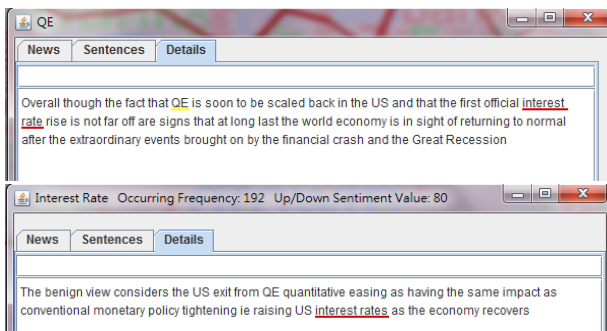 QE
News Sentences Details
Overall though the fact that QE is soon to be scaled back in the US and that the first official interest
rate rise is not far off are signs that at long last the world economy is in sight of returning to normal
after the extraordinary events brought on by the financial crash and the Great Recession
Interest Rate Occurring Frequency: 192 Up/Down Sentiment Value: 80
News Sentences Details
The benign view considers the US exit from QE quantitative easing as having the same impact as
conventional monetary policy tightening ie raising US interest rates as the economy recovers